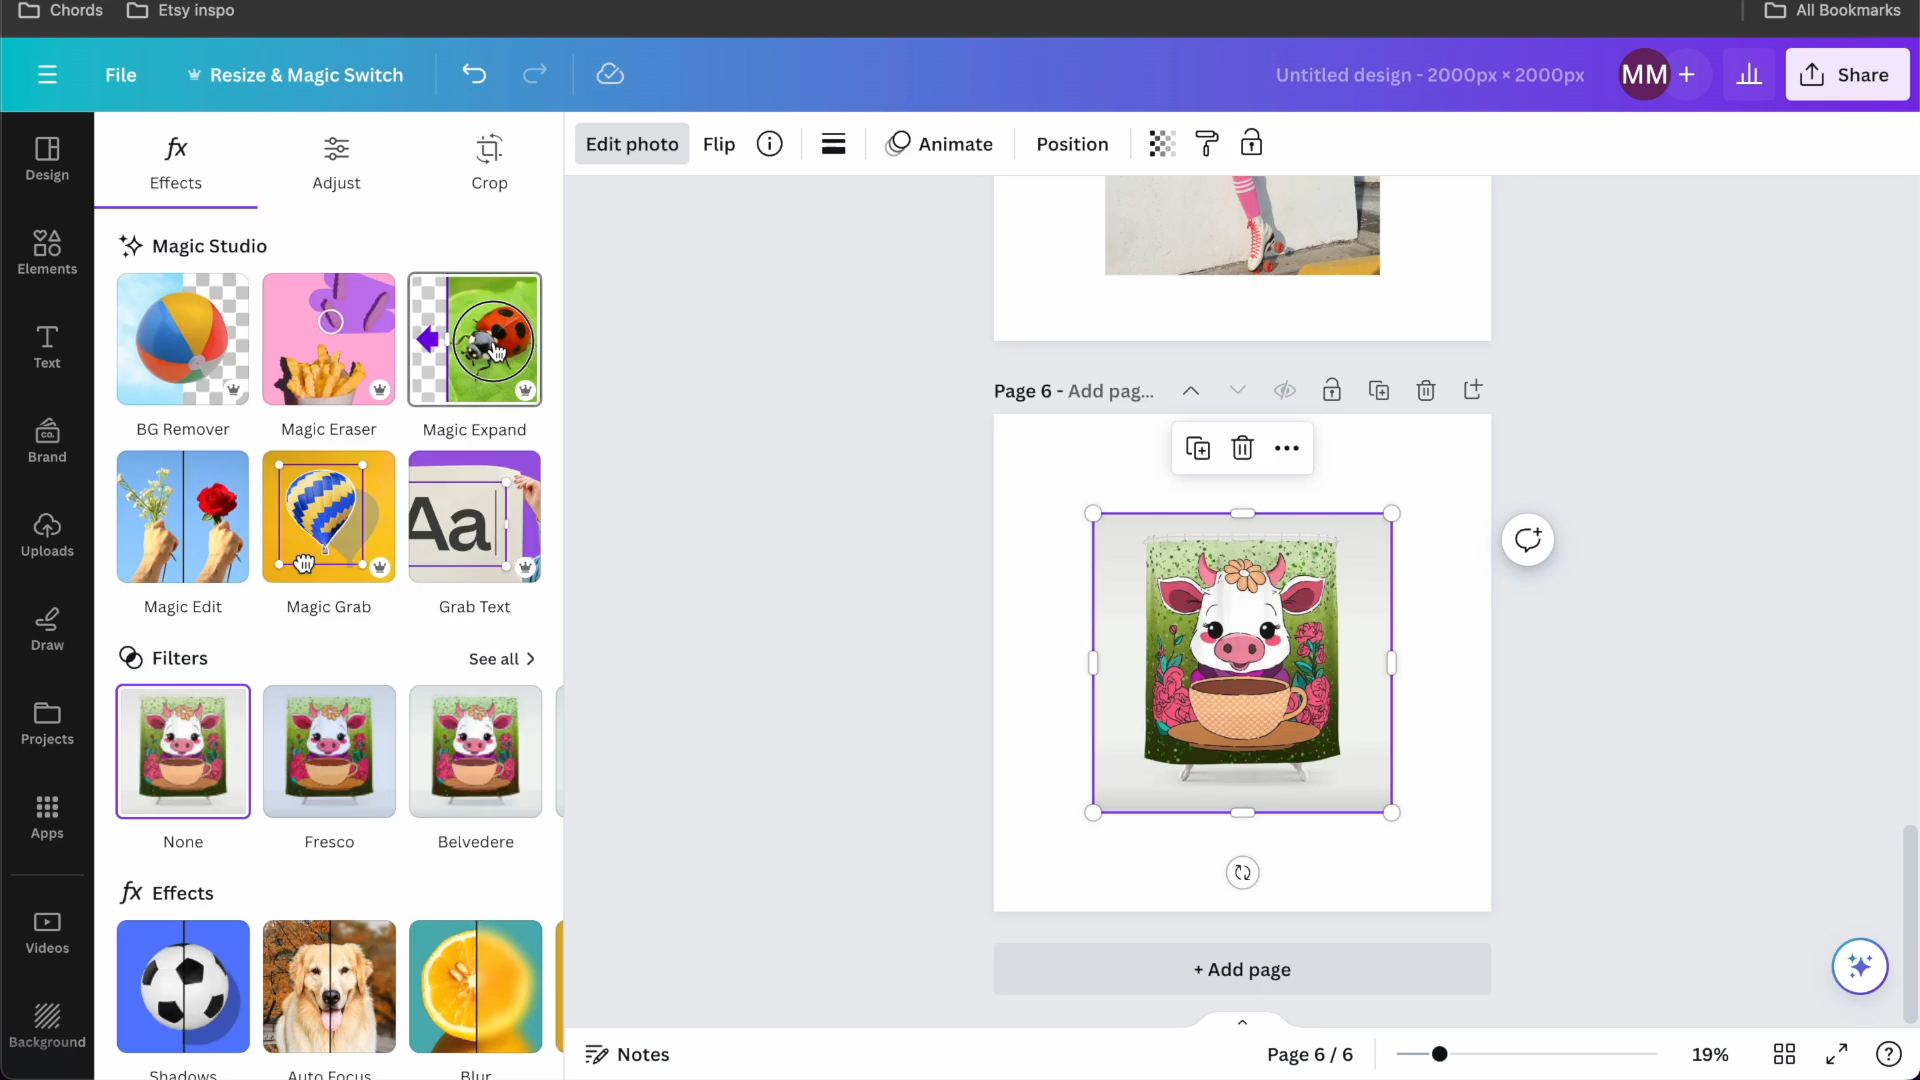 Chords
Etsy inspo
All Bookmarks
File
Resize & Magic Switch
Untitled design - 2000px × 2000px
MM
+
Share
Design
Elements
Text
Brand
Uploads
Draw
Projects
Apps
Videos
Background
Effects
Adjust
Crop
Edit photo
Flip
Animate
Position
Magic Studio
BG Remover
Magic Eraser
Magic Expand
Aa
Magic Edit
Magic Grab
Grab Text
Filters
See all
None
Fresco
Belvedere
fx Effects
Shadows
Auto Focus
Blur
Page 6 - Add pag...
+ Add page
Notes
Page 6 / 6
19%